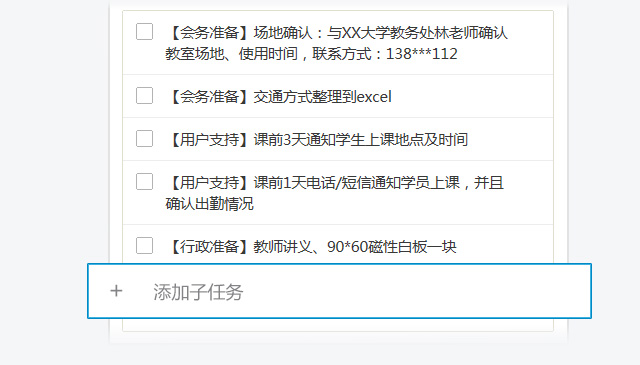 【会务准备】场地确认：与XX大学教务处林老师确认
教室场地、使用时间，联系方式：138***112
【会务准备】交通方式整理到excel
【用户支持】课前3天通知学生上课地点及时间
【用户支持】课前1天电话/短信通知学员上课，并且
确认出勤情况
【行政准备】教师讲义、90*60磁性白板一块
+ 添加子任务